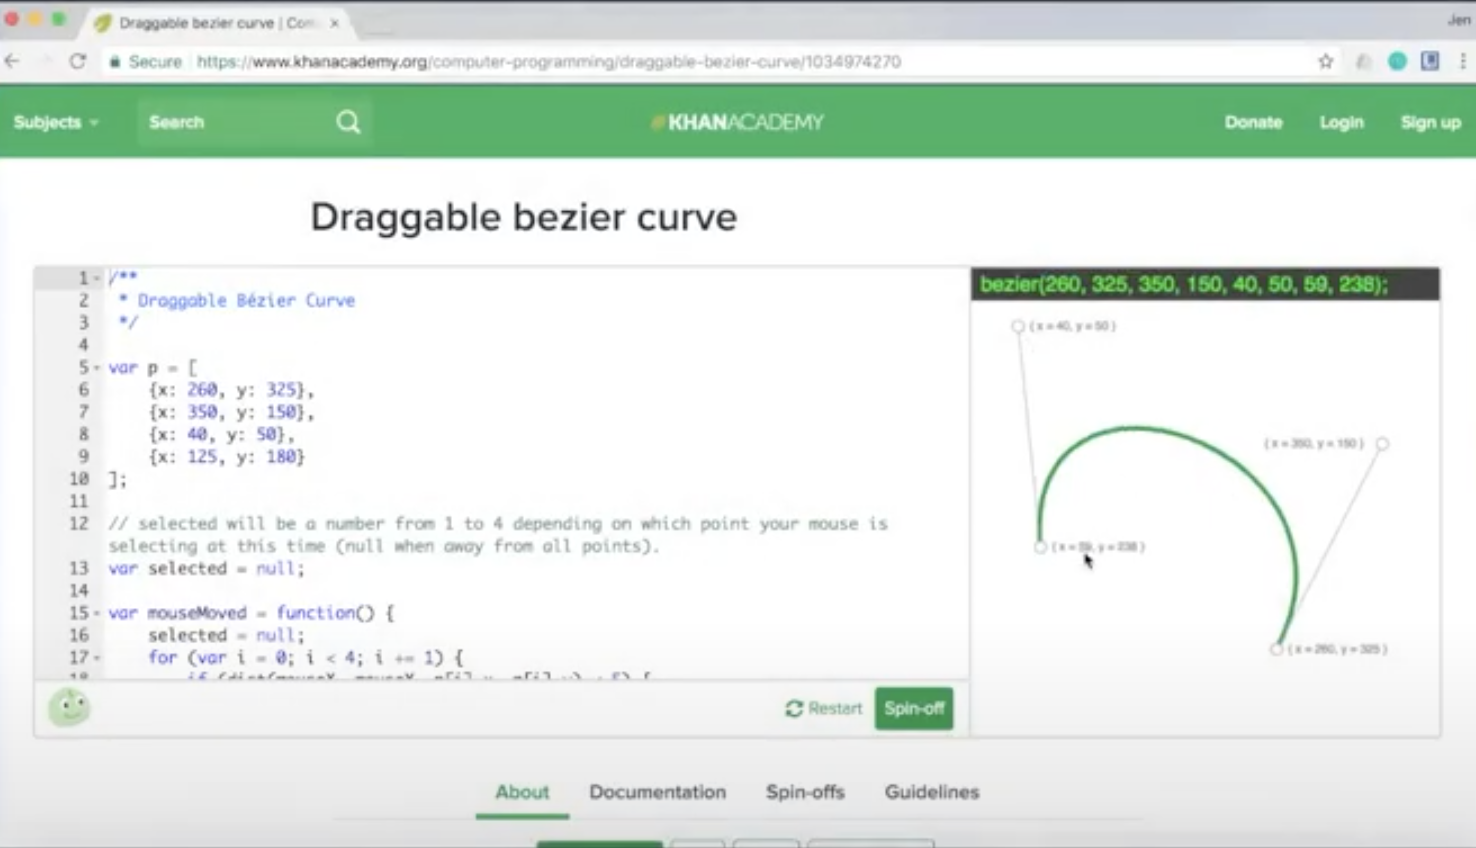 Draggable bezier curve | Com
Jen
Secure https://www.khanacademy.org/computer-programming/draggable-bezier-curve/1034974270
Subjects
Search
KHANACADEMY
Donate
Login
Sign up
Draggable bezier curve
1 /**
2 * Draggable Bézier Curve
3 */
4
5 var p = [
6 {x: 260, y: 325},
7 {x: 350, y: 150},
8 {x: 40, y: 50},
9 {x: 125, y: 180}
10 ];
11
12 // selected will be a number from 1 to 4 depending on which point your mouse is
selecting at this time (null when away from all points).
13 var selected = null;
14
15 var mouseMoved = function() {
16 selected = null;
17 for (var i = 0; i < 4; i += 1) {
bezier(260, 325, 350, 150, 40, 50, 59, 238);
(x = 40, y = 50)
(x = 350, y = 150)
(x = 59, y = 238)
(x = 260, y = 325)
Restart
Spin-off
About
Documentation
Spin-offs
Guidelines